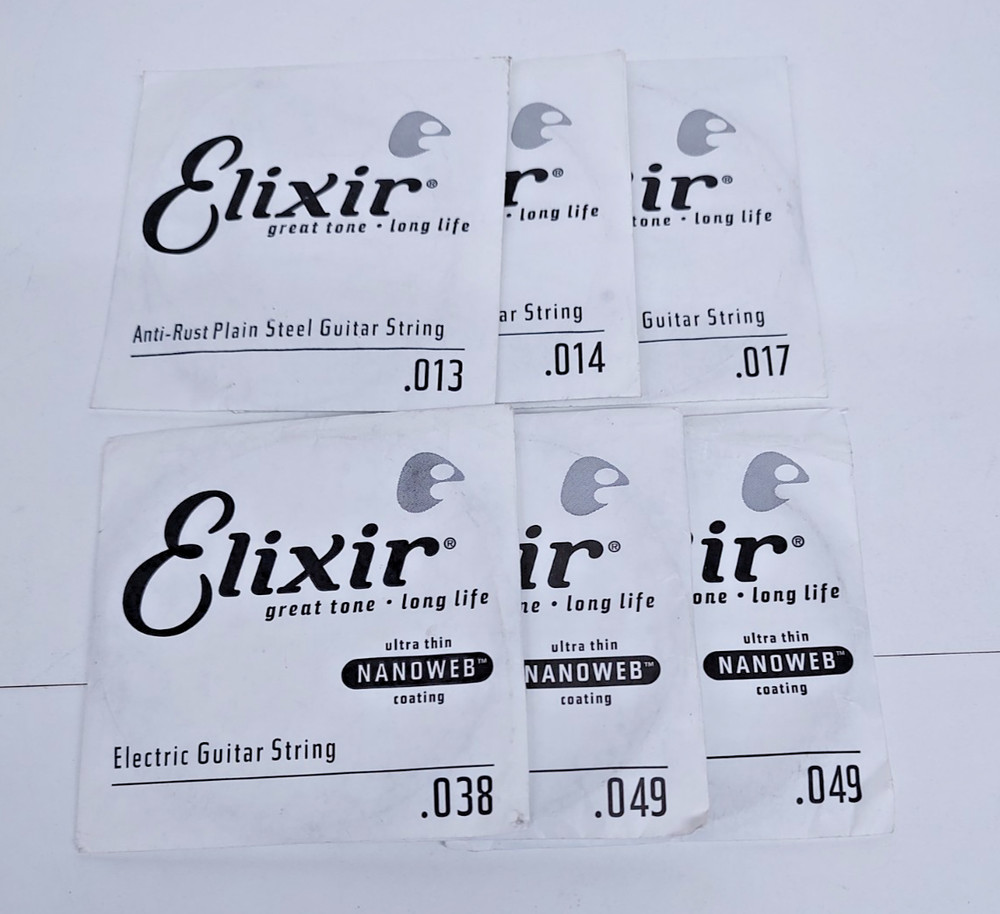 Elixir®
great tone • long life
Anti-Rust Plain Steel Guitar String
.013
r®
• long life
ar String
.014
ir®
tone • long life
Guitar String
.017
Elixir®
great tone • long life
ultra thin
NANOWEB™
coating
Electric Guitar String
.038
ir®
ne • long life
ultra thin
NANOWEB™
coating
.049
ir®
one • long life
ultra thin
NANOWEB™
coating
.049